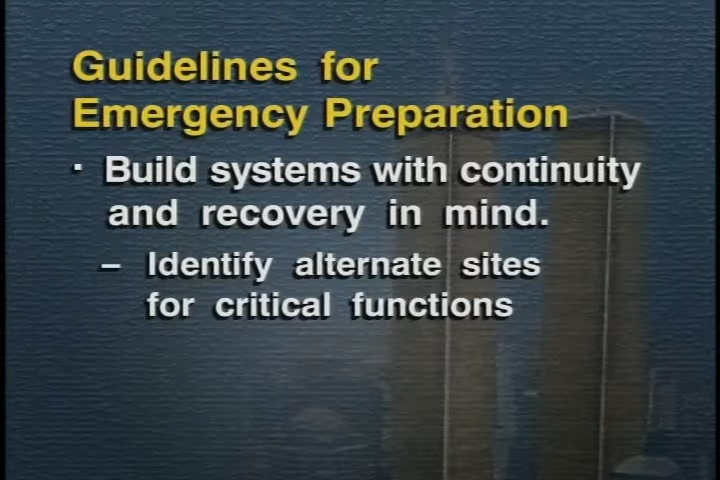 Guidelines for
Emergency Preparation
· Build systems with continuity
and recovery in mind.
– Identify alternate sites
for critical functions